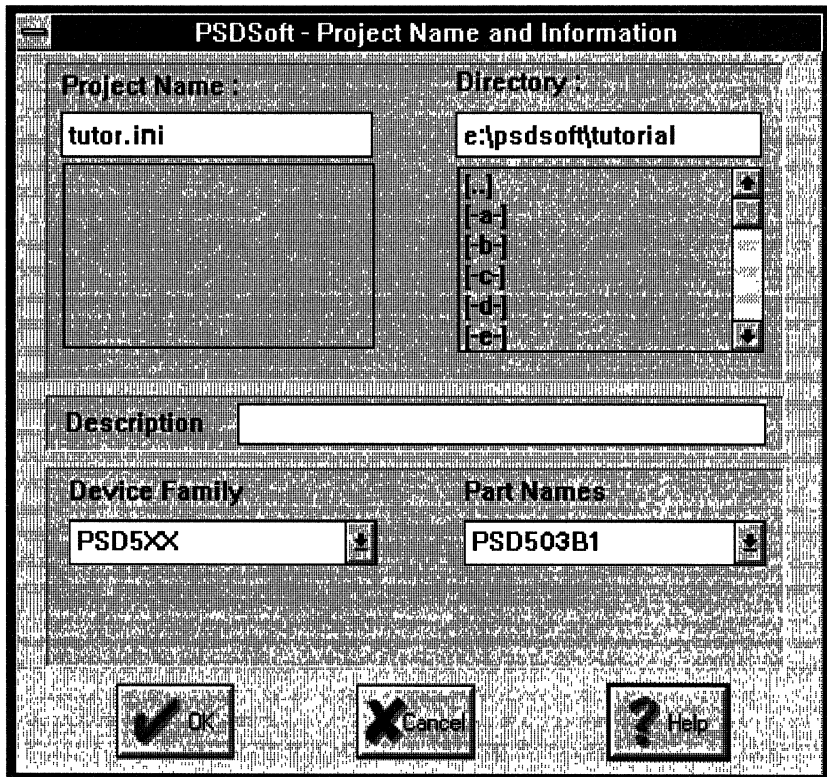 PSDSoft - Project Name and Information
Project Name :
Directory :
tutor.ini
e:\psdsoft\tutorial
[..]
[-a-]
[-b-]
[-c-]
[-d-]
[-e-]
Description
Device Family
Part Names
PSD5XX
PSD503B1
OK
Cancel
Help